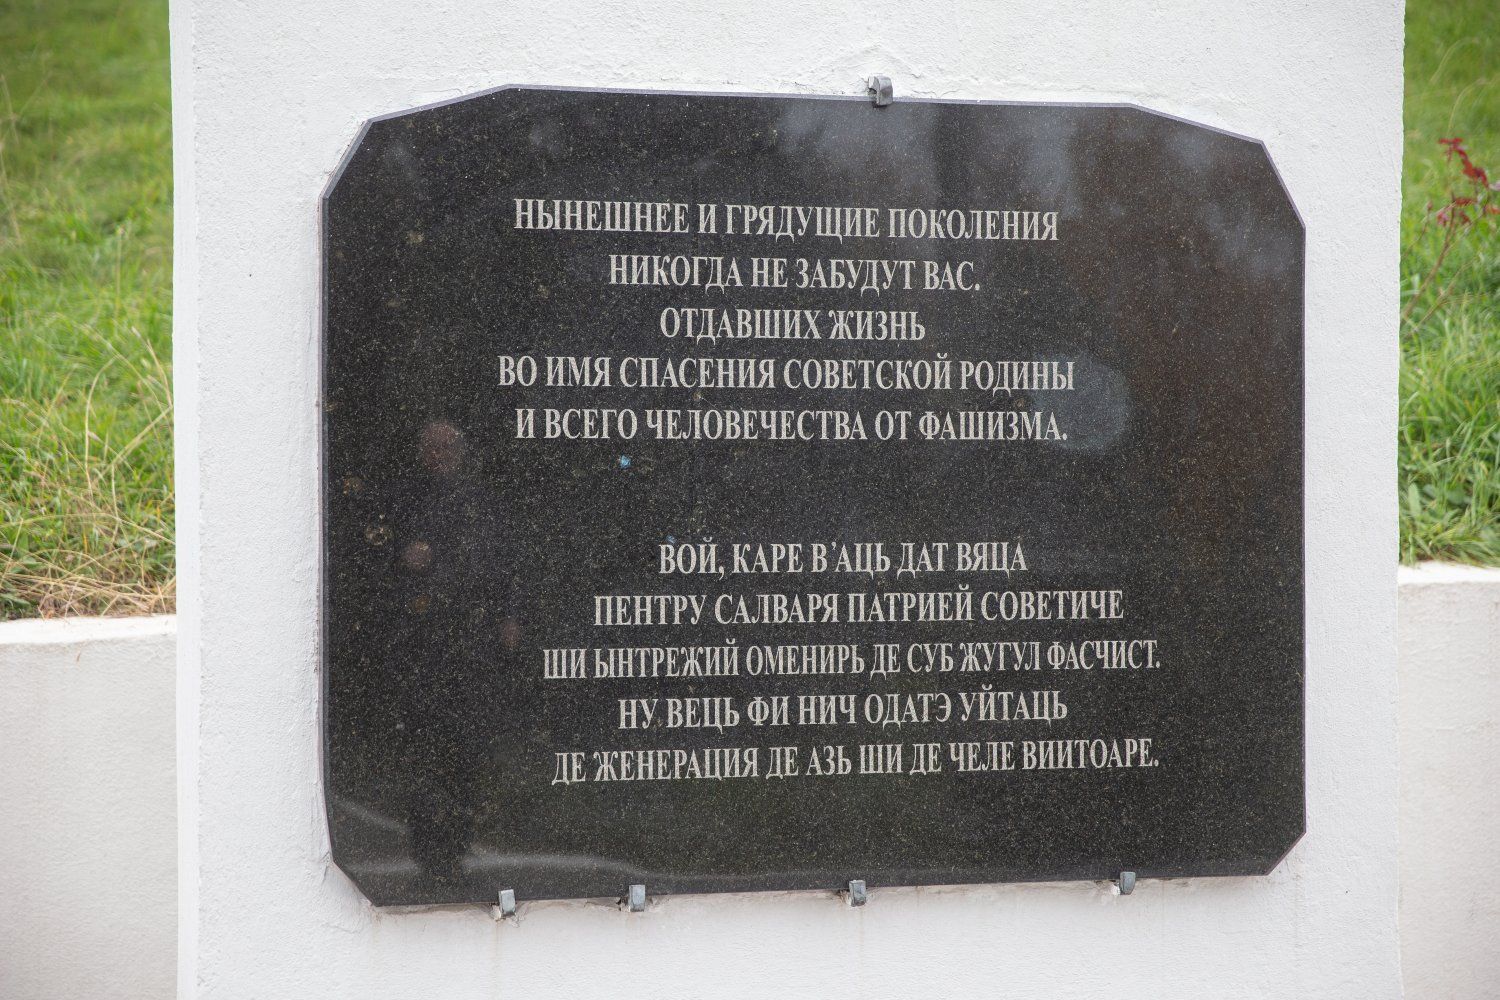 НЫНЕШНЕЕ И ГРЯДУЩИЕ ПОКОЛЕНИЯ
НИКОГДА НЕ ЗАБУДУТ ВАС.
ОТДАВШИХ ЖИЗНЬ
ВО ИМЯ СПАСЕНИЯ СОВЕТСКОЙ РОДИНЫ
И ВСЕГО ЧЕЛОВЕЧЕСТВА ОТ ФАШИЗМА.
ВОЙ, КАРЕ В'АЦЬ ДАТ ВЯЦА
ПЕНТРУ САЛВАРЯ ПАТРИЕЙ СОВЕТИЧЕ
ШИ ЫНТРЕЖИЙ ОМЕНИРЬ ДЕ СУБ ЖУГУЛ ФАСЧИСТ.
НУ ВЕЦЬ ФИ НИЧ ОДАТЭ УЙТАЦЬ
ДЕ ЖЕНЕРАЦИЯ ДЕ АЗЬ ШИ ДЕ ЧЕЛЕ ВИИТОАРЕ.